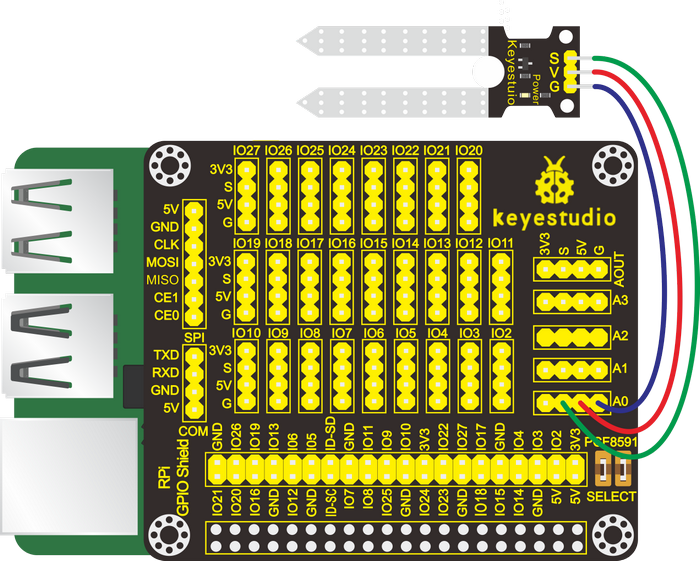 Keyestuio
Power
S
V
G
IO27 IO26 IO25 IO24 IO23 IO22 IO21 IO20
3V3
S
5V
G
keyestudio
5V
GND
CLK
MOSI
MISO
CE1
CE0
SPI
IO19 IO18 IO17 IO16 IO15 IO14 IO13 IO12 IO11
3V3
S
5V
G
3V3 S 5V G
AOUT
A3
A2
A1
A0
IO10 IO9 IO8 IO7 IO6 IO5 IO4 IO3 IO2
3V3
S
5V
G
TXD
RXD
GND
5V
COM
RPi
GPIO Shield
GND IO26 IO19 IO13 IO6 IO5 ID-SD GND IO11 IO9 IO10 3V3 IO22 IO27 IO17 IO4 IO3 IO2 3V3
PCF8591
IO21 IO20 IO16 GND IO12 GND ID-SC IO7 IO8 IO25 GND IO24 IO23 GND IO18 IO15 IO14 GND 5V 5V
SELECT